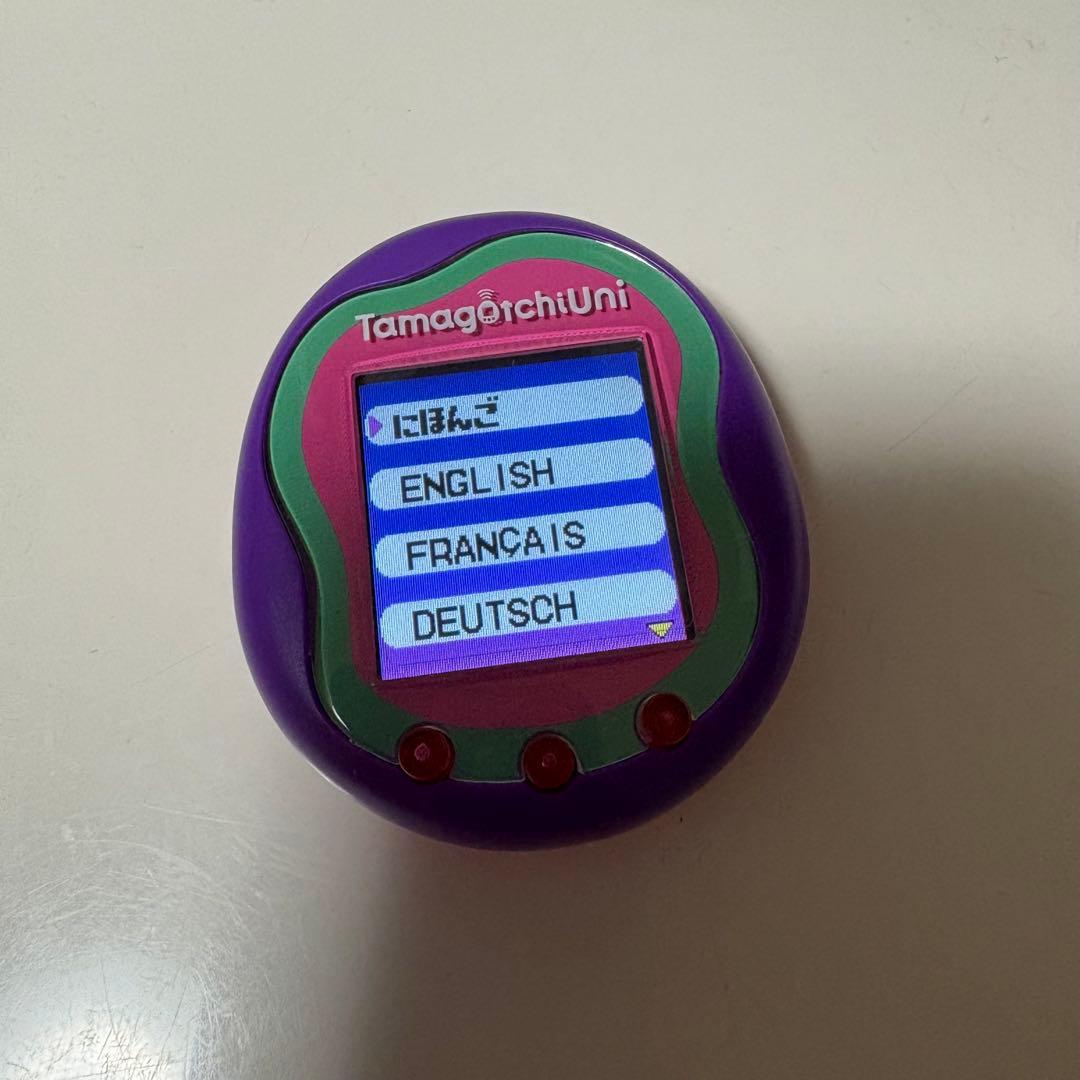 TamagotchiUni
にほんご
ENGLISH
FRANÇAIS
DEUTSCH